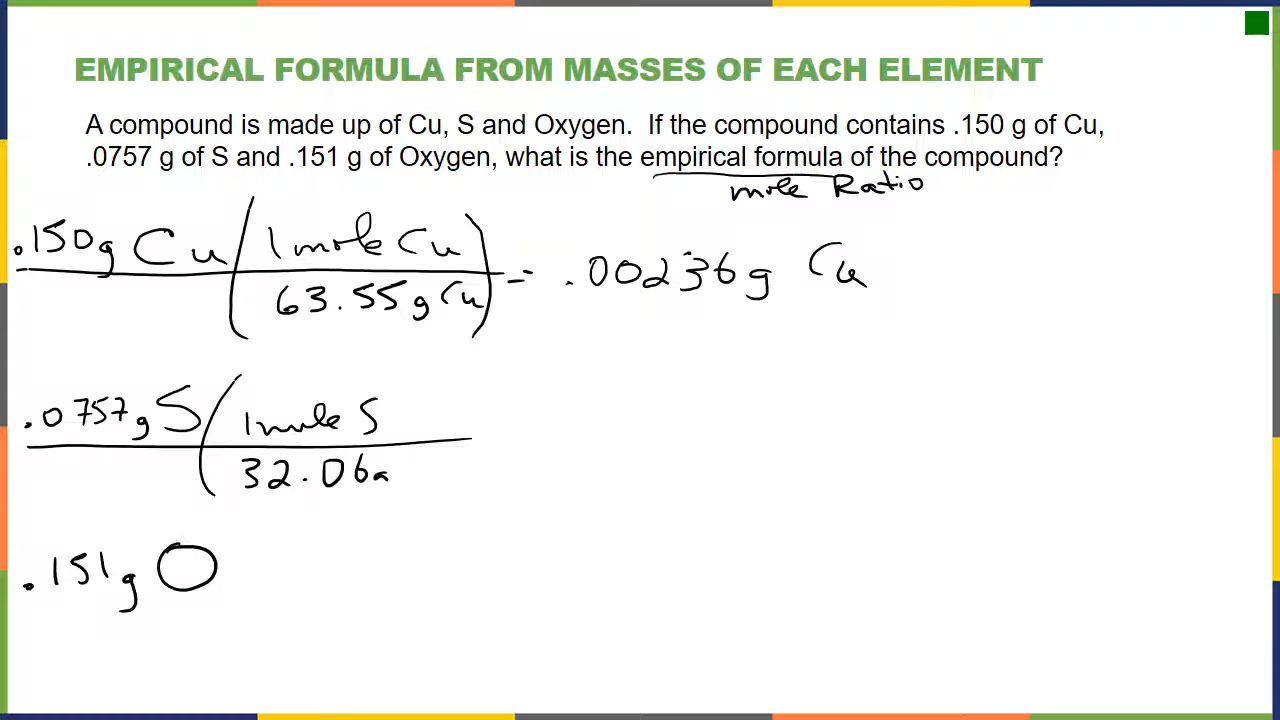 EMPIRICAL FORMULA FROM MASSES OF EACH ELEMENT
A compound is made up of Cu, S and Oxygen. If the compound contains .150 g of Cu,
.0757 g of S and .151 g of Oxygen, what is the empirical formula of the compound?
mole Ratio
.150g Cu ( 1 mole Cu )
63.55g Cu
= .00236g Cu
.0757g S ( 1 mole S
32.06g
.151g O